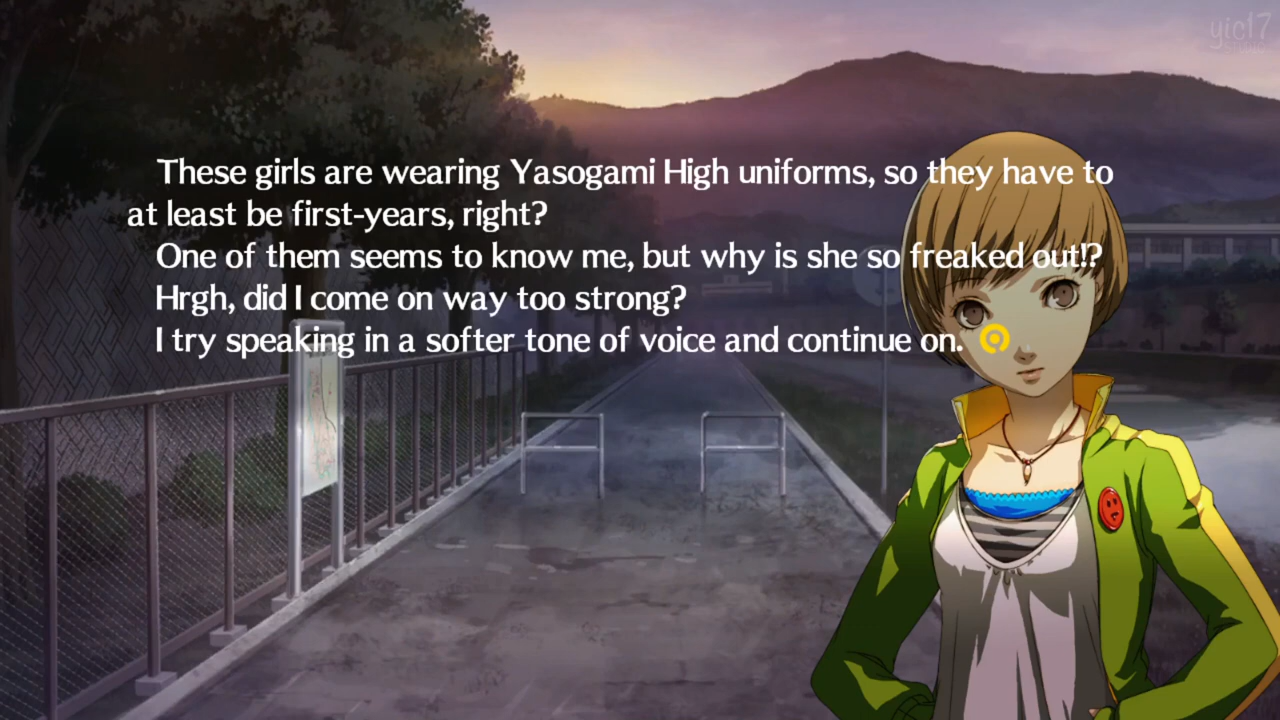 yic17
These girls are wearing Yasogami High uniforms, so they have to
at least be first-years, right?
One of them seems to know me, but why is she so freaked out!?
Hrgh, did I come on way too strong?
I try speaking in a softer tone of voice and continue on.